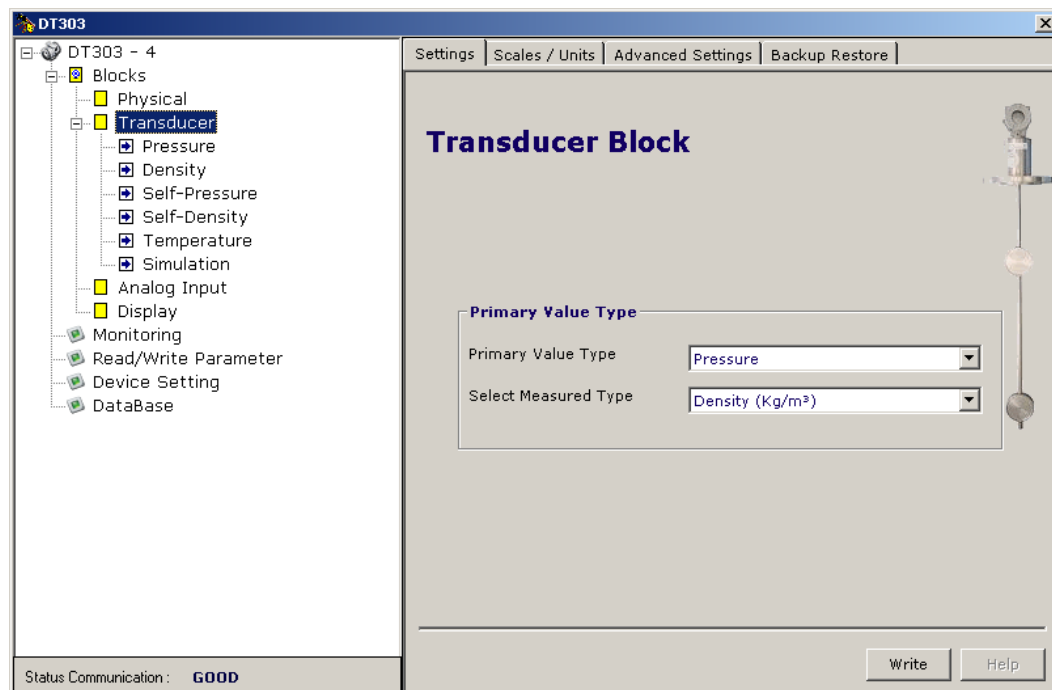 DT303
DT303 - 4
Blocks
Physical
Transducer
Pressure
Density
Self-Pressure
Self-Density
Temperature
Simulation
Analog Input
Display
Monitoring
Read/Write Parameter
Device Setting
DataBase
Status Communication : GOOD
Settings Scales / Units Advanced Settings Backup Restore
Transducer Block
Primary Value Type
Primary Value Type Pressure
Select Measured Type Density (Kg/m³)
Write Help